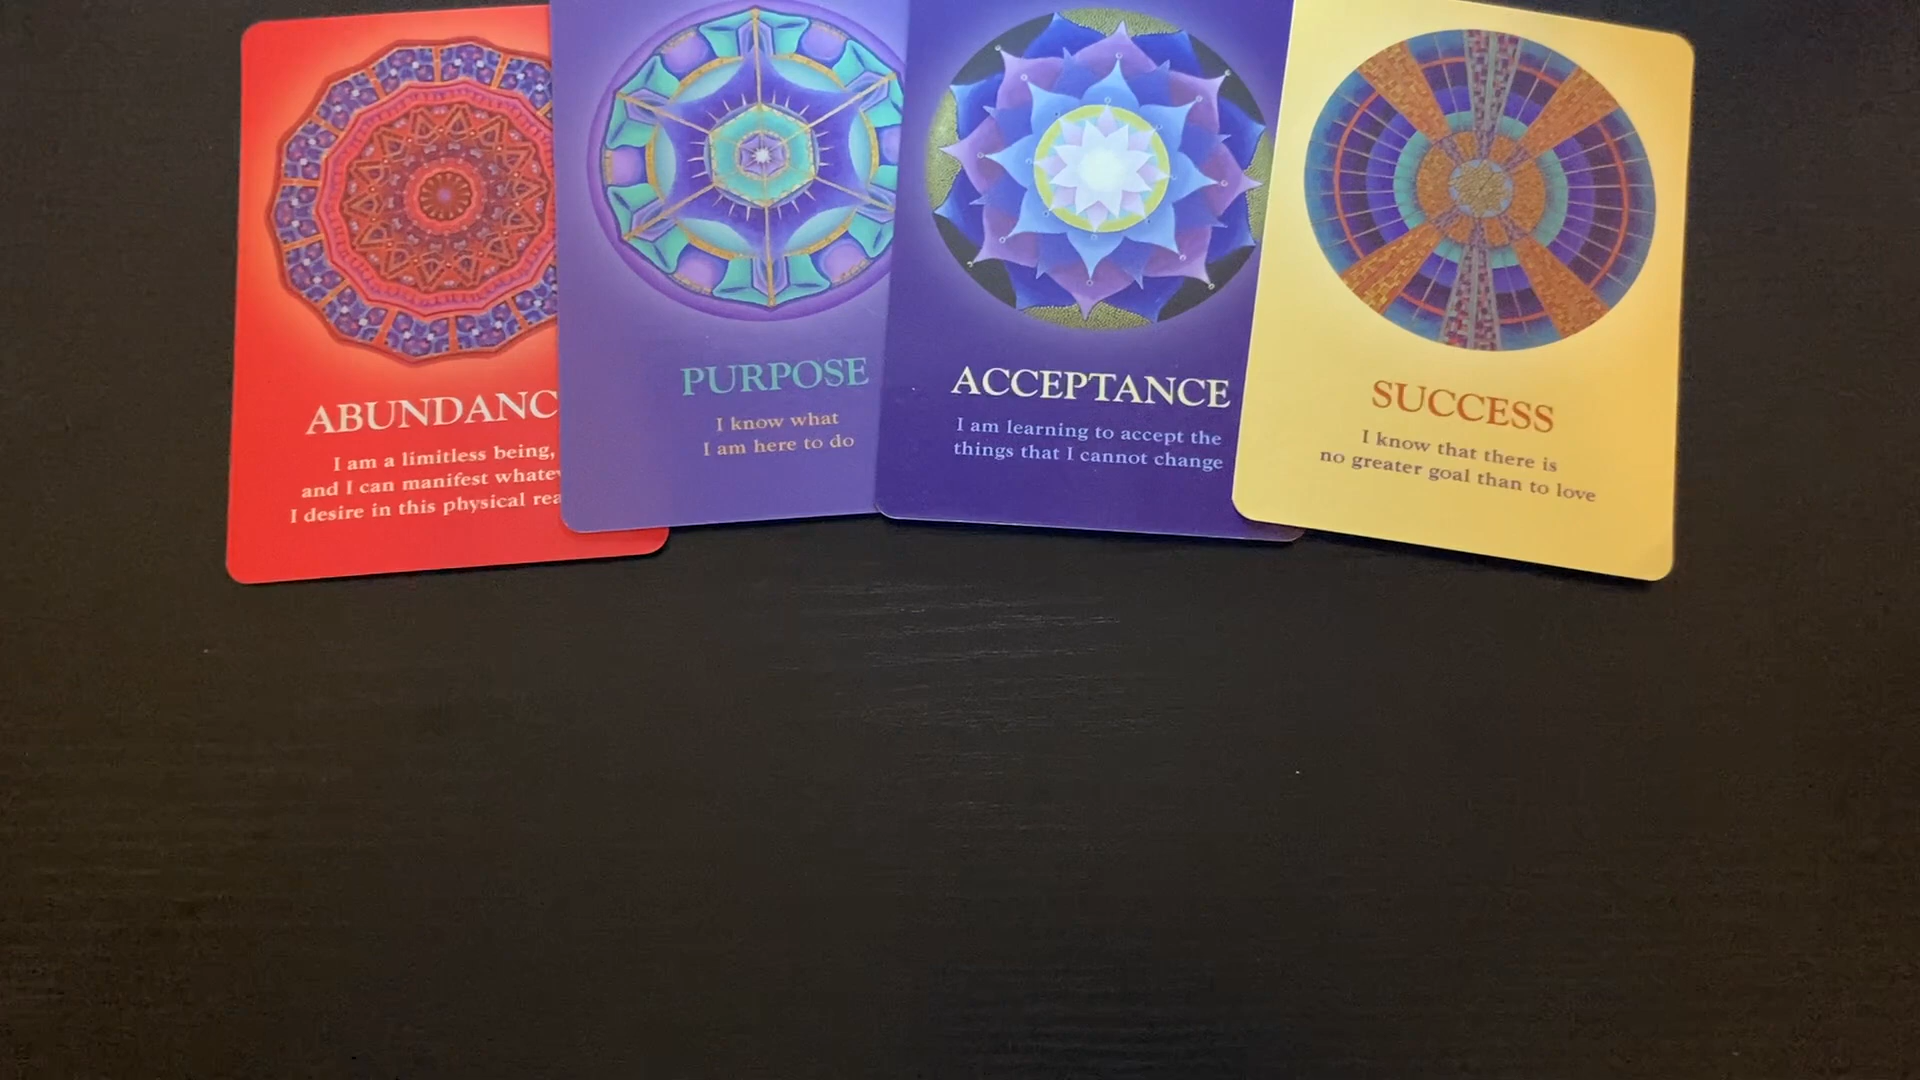 ABUNDANC
I am a limitless being,
and I can manifest whatev
I desire in this physical rea
PURPOSE
I know what
I am here to do
ACCEPTANCE
I am learning to accept the
things that I cannot change
SUCCESS
I know that there is
no greater goal than to love